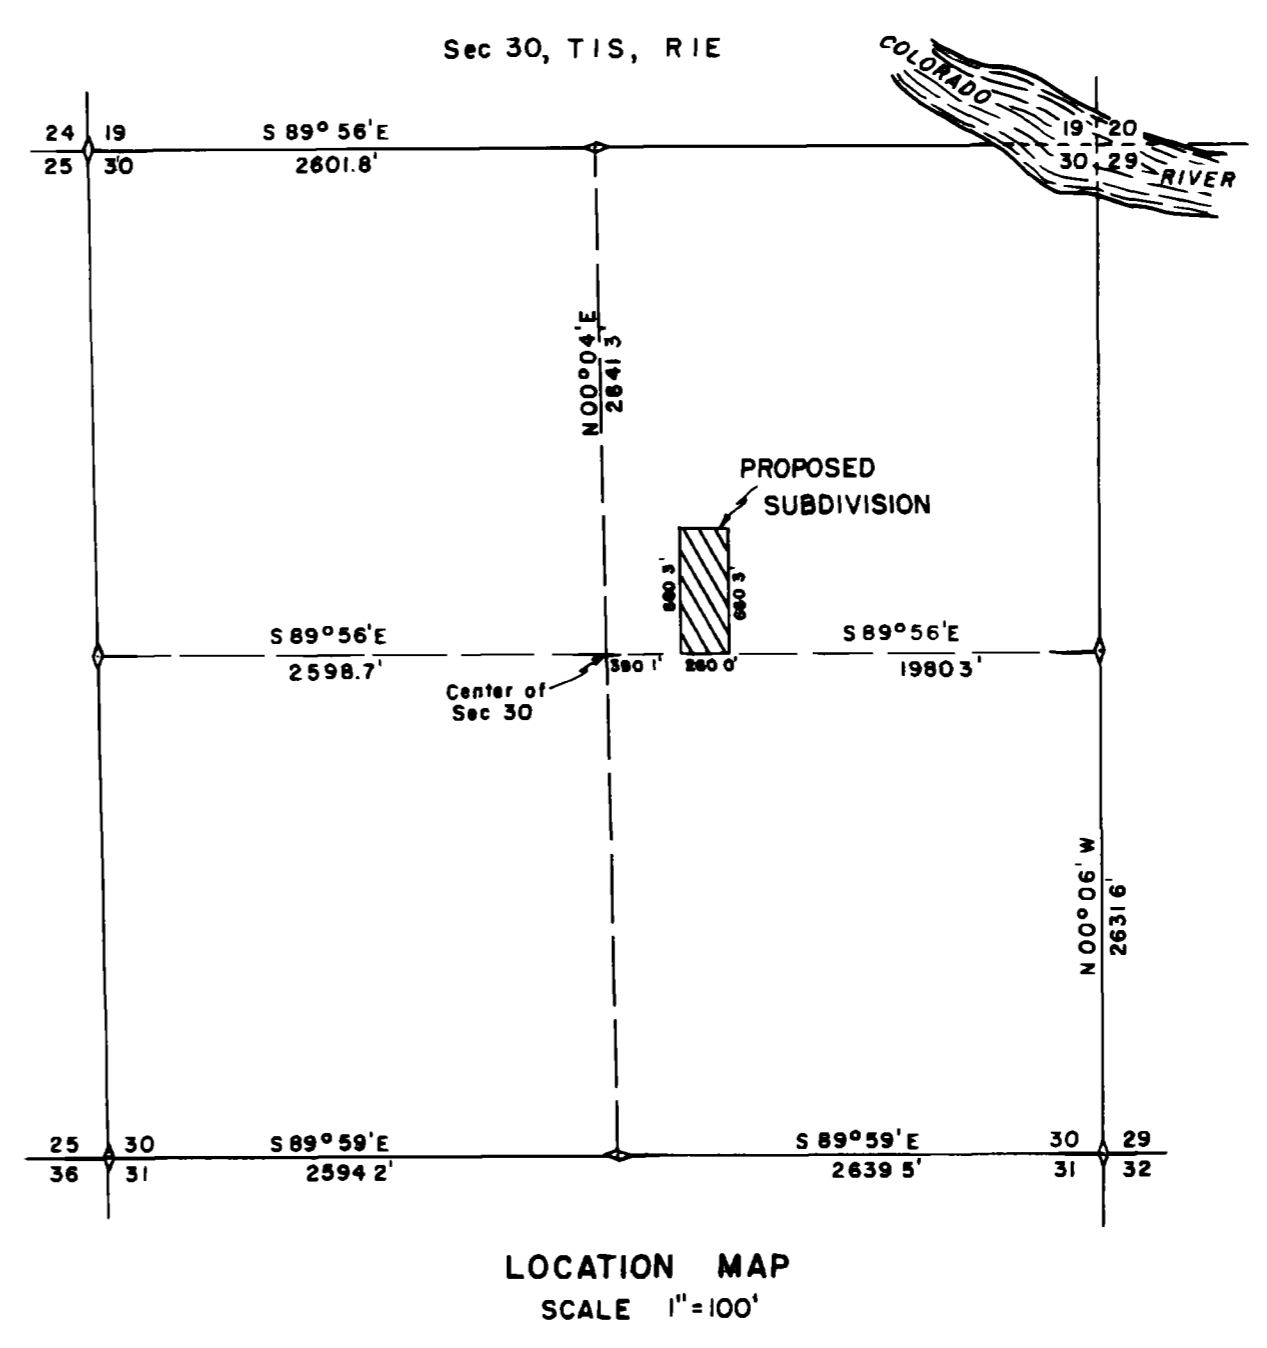 Sec 30, T1S, R1E
COLORADO
RIVER
24 19
25 30
S 89° 56' E
2601.8'
19 20
30 29
N 00° 04' E
2641 3'
PROPOSED
SUBDIVISION
660 3'
660 3'
S 89° 56' E
2598.7'
S 89° 56' E
1980 3'
390 1'
260 0'
Center of
Sec 30
N 00° 06' W
2631 6'
25 30
36 31
S 89° 59' E
2594 2'
S 89° 59' E
2639 5'
30 29
31 32
LOCATION MAP
SCALE 1" = 100'